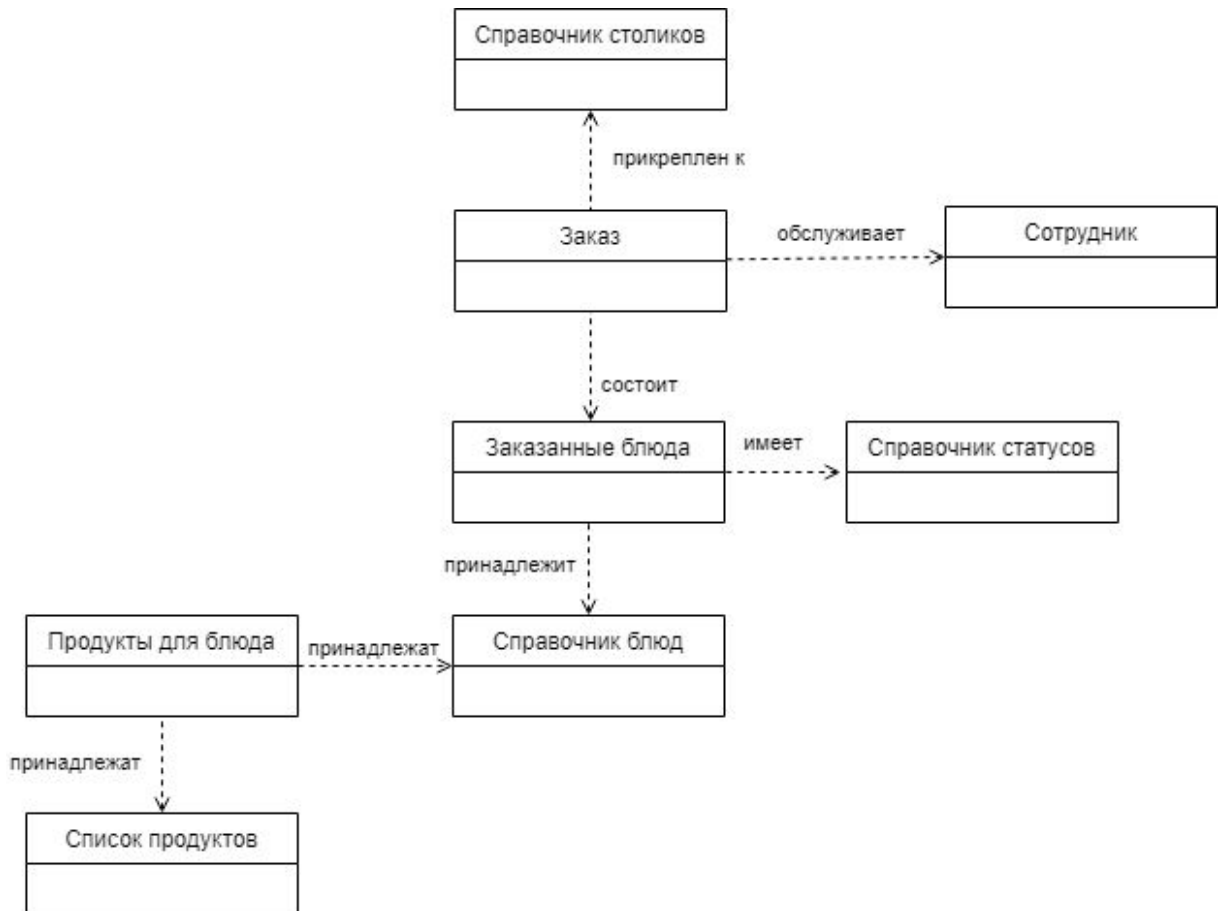 Справочник столиков
прикреплен к
Заказ
обслуживает
Сотрудник
состоит
Заказанные блюда
имеет
Справочник статусов
принадлежит
Продукты для блюда
принадлежат
Справочник блюд
принадлежат
Список продуктов